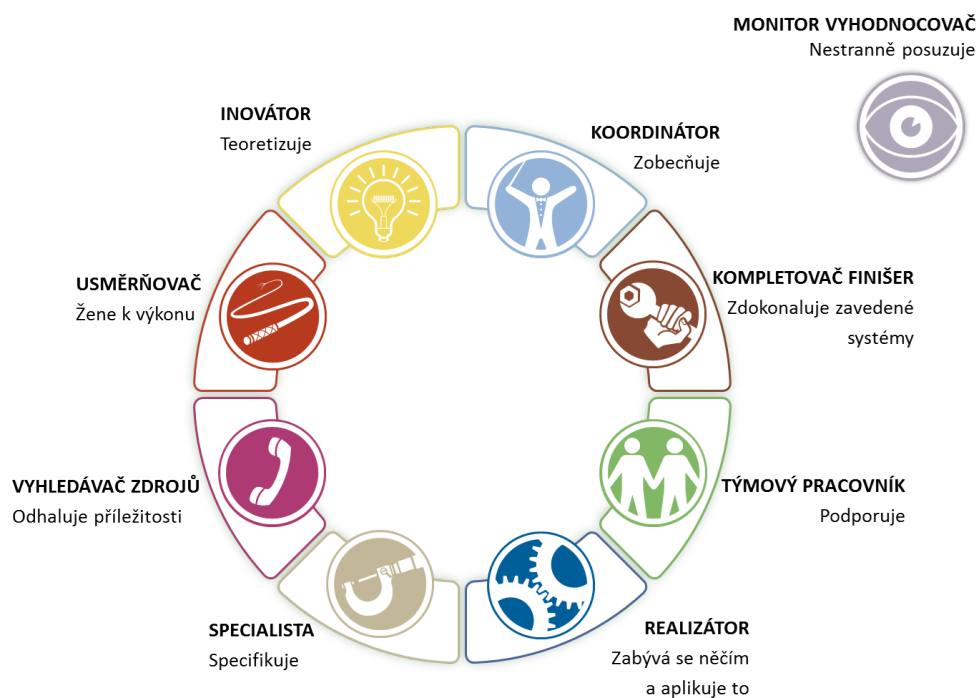 MONITOR VYHODNOCOVAČ
Nestranně posuzuje
INOVÁTOR
Teoretizuje
KOORDINÁTOR
Zobecňuje
USMĚRŇOVAČ
Žene k výkonu
KOMPLETOVAČ FINIŠER
Zdokonaluje zavedené
systémy
VYHLEDÁVAČ ZDROJŮ
Odhaluje příležitosti
TÝMOVÝ PRACOVNÍK
Podporuje
SPECIALISTA
Specifikuje
REALIZÁTOR
Zabývá se něčím
a aplikuje to